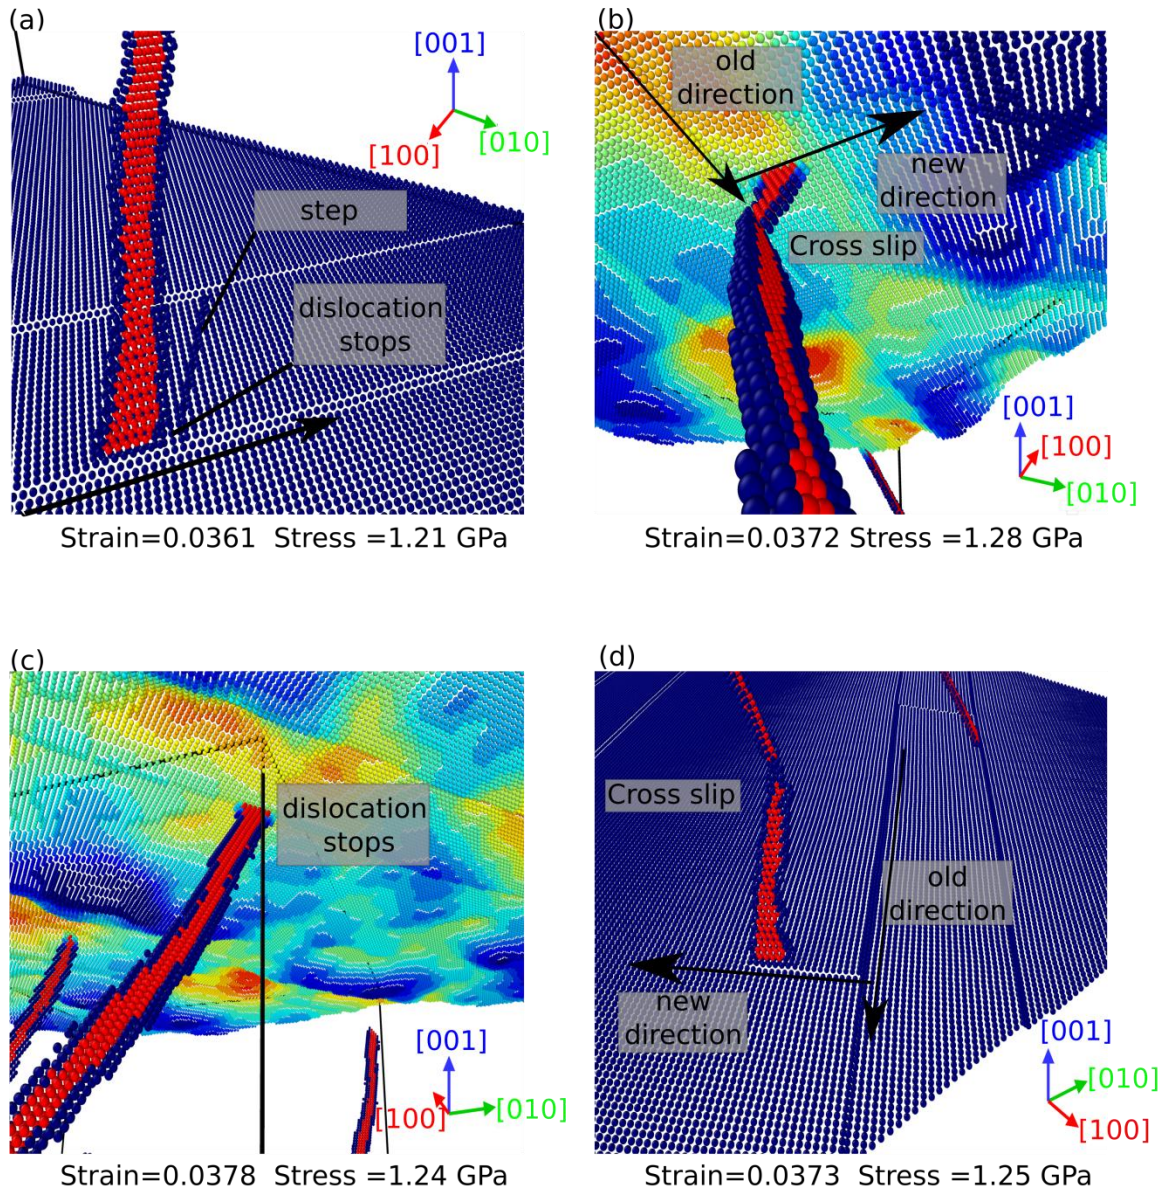 (a)
[001]
[100]
[010]
step
dislocation
stops
Strain=0.0361 Stress =1.21 GPa
(b)
old
direction
new
direction
Cross slip
[001]
[100]
[010]
Strain=0.0372 Stress =1.28 GPa
(c)
dislocation
stops
[001]
[100]
[010]
Strain=0.0378 Stress =1.24 GPa
(d)
Cross slip
old
direction
new
direction
[001]
[010]
[100]
Strain=0.0373 Stress =1.25 GPa